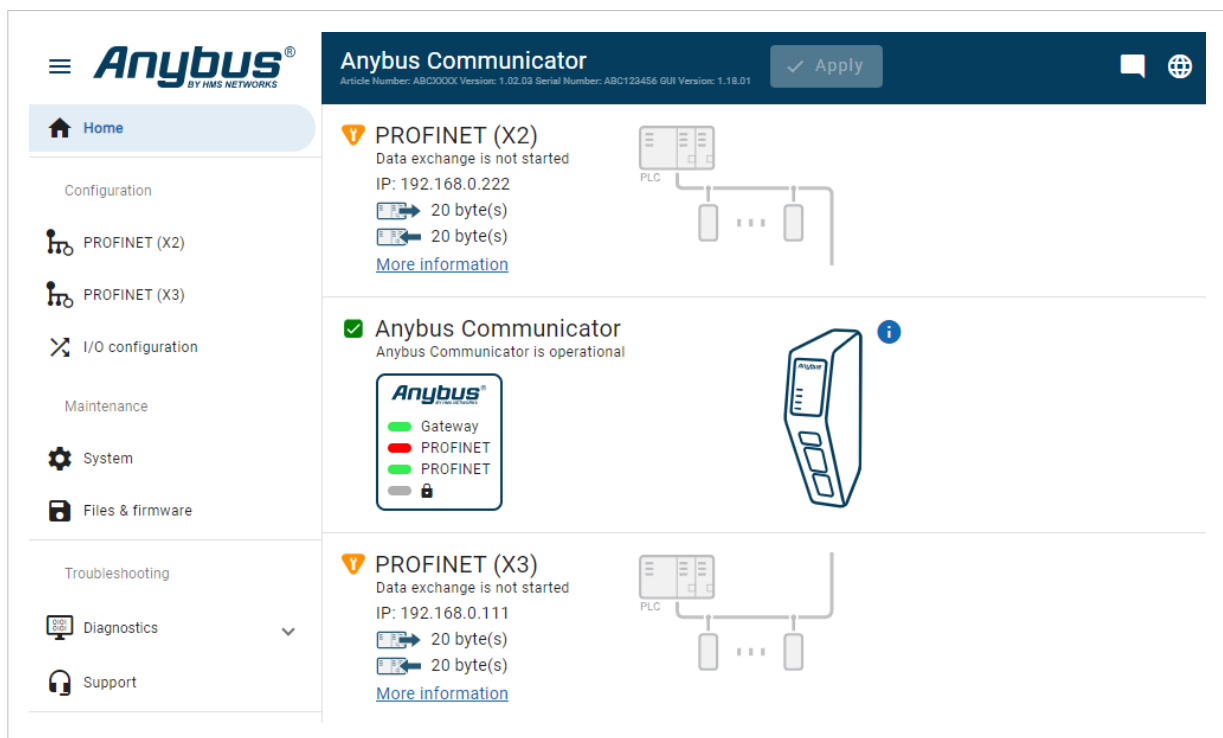 Anybus®
BY HMS NETWORKS
Home
Configuration
PROFINET (X2)
PROFINET (X3)
I/O configuration
Maintenance
System
Files & firmware
Troubleshooting
Diagnostics
Support
Anybus Communicator
Article Number: ABCXXXX Version: 1.02.03 Serial Number: ABC123456 GUI Version: 1.18.01
Apply
PROFINET (X2)
Data exchange is not started
IP: 192.168.0.222
20 byte(s)
20 byte(s)
More information
PLC
Anybus Communicator
Anybus Communicator is operational
Anybus®
BY HMS NETWORKS
Gateway
PROFINET
PROFINET
Anybus
PROFINET (X3)
Data exchange is not started
IP: 192.168.0.111
20 byte(s)
20 byte(s)
More information
PLC